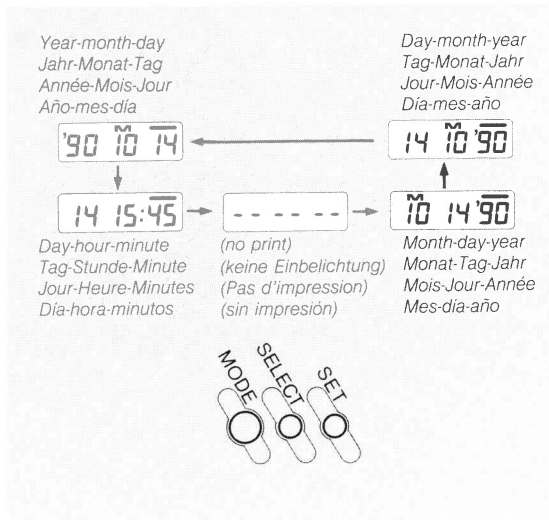 Year-month-day
Jahr-Monat-Tag
Année-Mois-Jour
Año-mes-día
'90 M 10 14
Day-month-year
Tag-Monat-Jahr
Jour-Mois-Année
Día-mes-año
14 M 10 '90
14 15:45
Day-hour-minute
Tag-Stunde-Minute
Jour-Heure-Minutes
Día-hora-minutos
-- -- --
(no print)
(keine Einbelichtung)
(Pas d'impression)
(sin impresión)
M 10 14 '90
Month-day-year
Monat-Tag-Jahr
Mois-Jour-Année
Mes-día-año
MODE
SELECT
SET